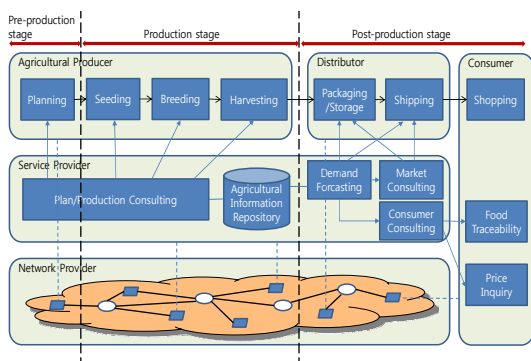 Pre-production
stage
Production stage
Post-production stage
Agricultural Producer
Distributor
Consumer
Planning
Seeding
Breeding
Harvesting
Packaging
/Storage
Shipping
Shopping
Service Provider
Plan/Production Consulting
Agricultural
Information
Repository
Demand
Forcasting
Market
Consulting
Consumer
Consulting
Food
Traceability
Network Provider
Price
Inquiry